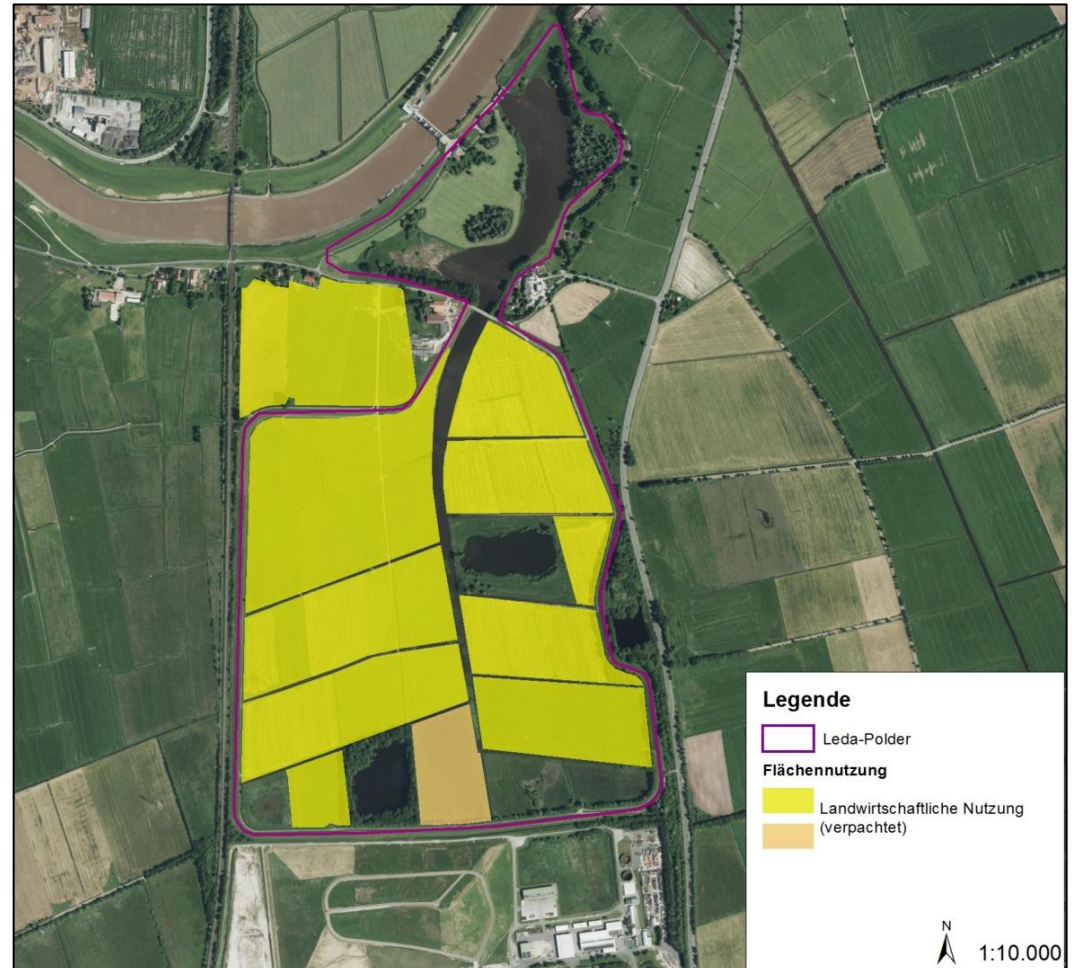 Legende
Leda-Polder
Flächennutzung
Landwirtschaftliche Nutzung
(verpachtet)
N
1:10.000